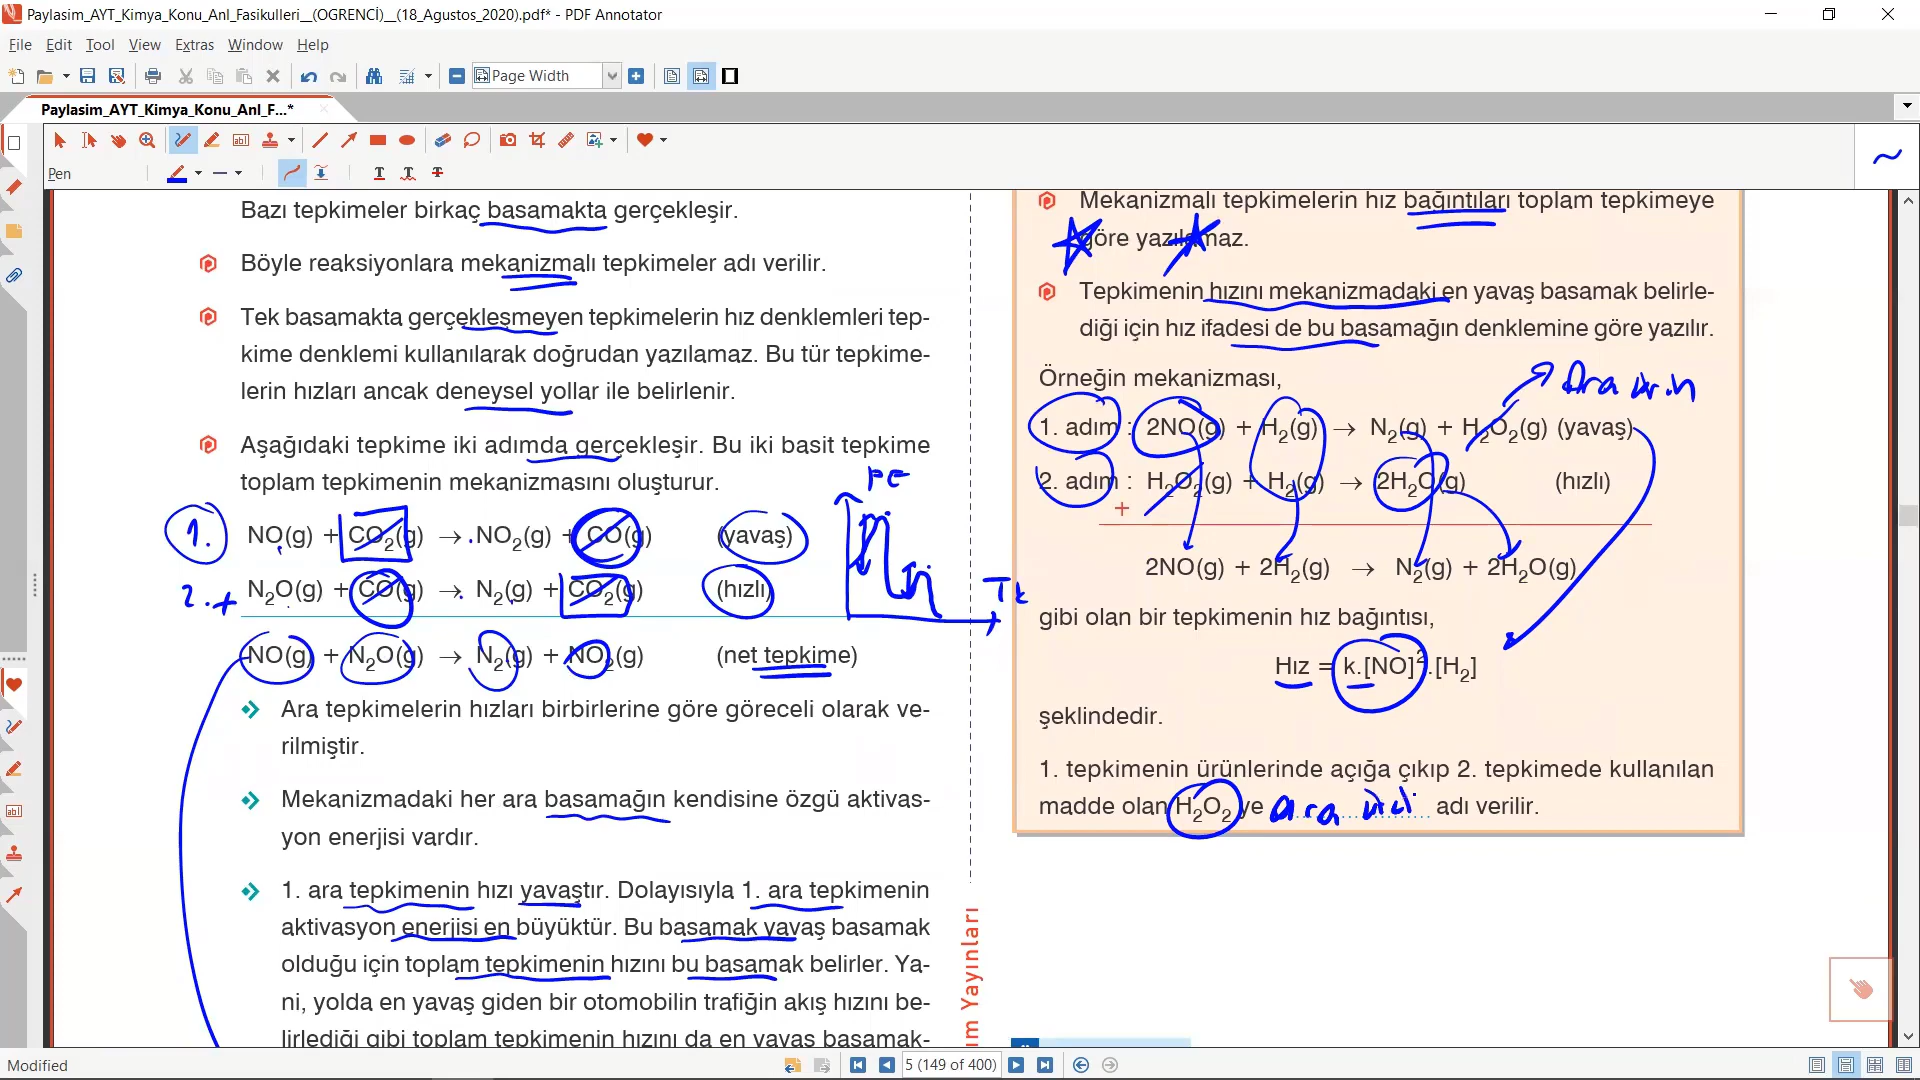 Paylasim_AYT_Kimya_Konu_Anl_Fasikulleri__(OGRENCİ)__(18_Agustos_2020).pdf* - PDF Annotator
File Edit Tool View Extras Window Help
Page Width
Paylasim_AYT_Kimya_Konu_Anl_F...*
Pen
Bazı tepkimeler birkaç basamakta gerçekleşir.
Böyle reaksiyonlara mekanizmalı tepkimeler adı verilir.
Tek basamakta gerçekleşmeyen tepkimelerin hız denklemleri tep-
kime denklemi kullanılarak doğrudan yazılamaz. Bu tür tepkime-
lerin hızları ancak deneysel yollar ile belirlenir.
Aşağıdaki tepkime iki adımda gerçekleşir. Bu iki basit tepkime
toplam tepkimenin mekanizmasını oluşturur.
PE
1. NO(g) + CO₂(g) → NO₂(g) + CO(g) (yavaş)
2. + N₂O(g) + CO(g) → N₂(g) + CO₂(g) (hızlı)
Tk
NO(g) + N₂O(g) → N₂(g) + NO₂(g) (net tepkime)
Ara tepkimelerin hızları birbirlerine göre göreceli olarak ve-
rilmiştir.
Mekanizmadaki her ara basamağın kendisine özgü aktivas-
yon enerjisi vardır.
1. ara tepkimenin hızı yavaştır. Dolayısıyla 1. ara tepkimenin
aktivasyon enerjisi en büyüktür. Bu basamak yavaş basamak
olduğu için toplam tepkimenin hızını bu basamak belirler. Ya-
ni, yolda en yavaş giden bir otomobilin trafiğin akış hızını be-
lirlediği gibi toplam tepkimenin hızını da en yavaş basamak-
Mekanizmalı tepkimelerin hız bağıntıları toplam tepkimeye
göre yazılamaz.
Tepkimenin hızını mekanizmadaki en yavaş basamak belirle-
diği için hız ifadesi de bu basamağın denklemine göre yazılır.
Örneğin mekanizması,
Ara ürün
1. adım : 2NO(g) + H₂(g) → N₂(g) + H₂O₂(g) (yavaş)
2. adım : H₂O₂(g) + H₂(g) → 2H₂O(g) (hızlı)
+
2NO(g) + 2H₂(g) → N₂(g) + 2H₂O(g)
gibi olan bir tepkimenin hız bağıntısı,
Hız = k.[NO]².[H₂]
şeklindedir.
1. tepkimenin ürünlerinde açığa çıkıp 2. tepkimede kullanılan
madde olan H₂O₂ ye ara adı verilir.
ım Yayınları
Modified
5 (149 of 400)